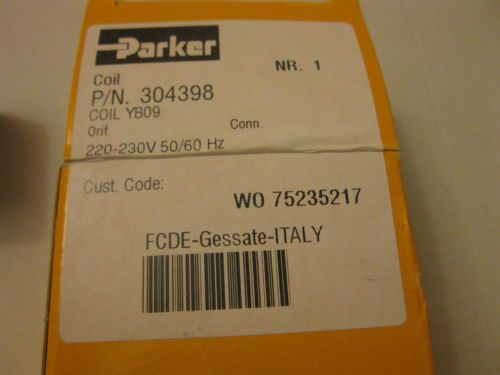 Parker
Coil
NR. 1
P/N. 304398
COIL YB09
Orif.
Conn.
220-230V 50/60 Hz
Cust. Code:
WO 75235217
FCDE-Gessate-ITALY